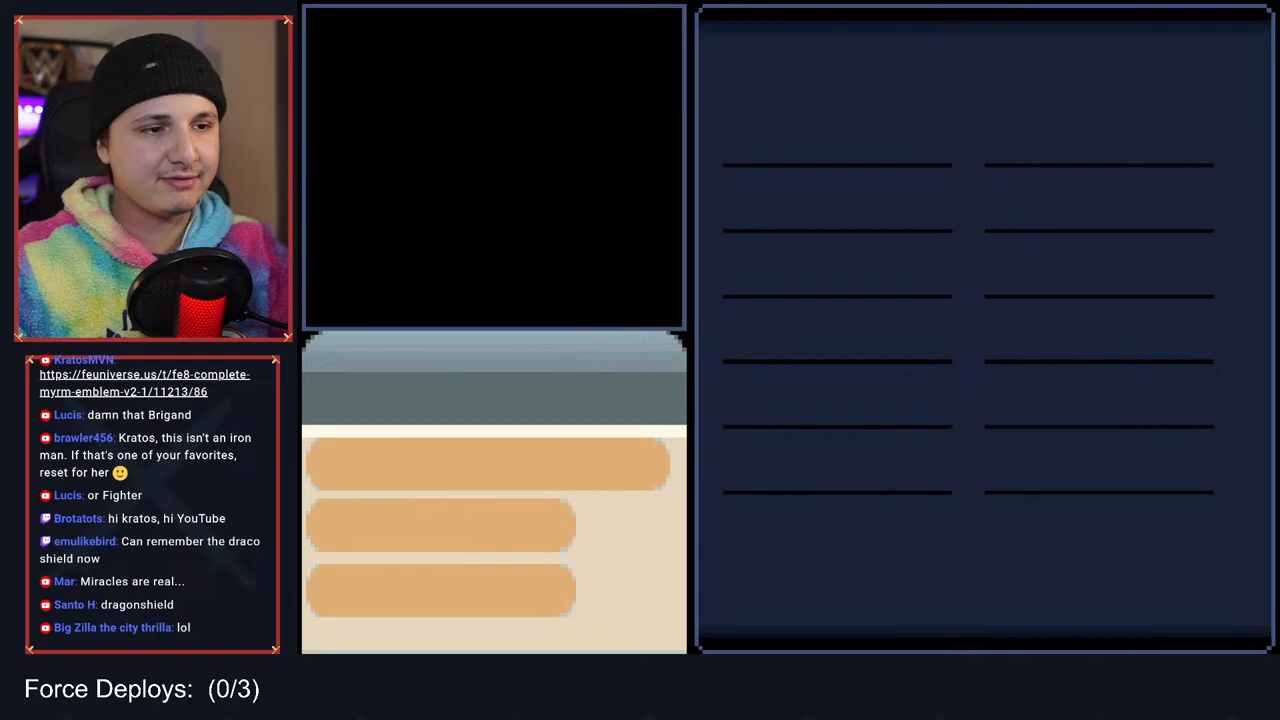 KratosMVN:
https://feuniverse.us/t/fe8-complete-
myrm-emblem-v2-1/11213/86
Lucis: damn that Brigand
brawler456: Kratos, this isn't an iron
man. If that's one of your favorites,
reset for her 🙂
Lucis: or Fighter
Brotatots: hi kratos, hi YouTube
emulikebird: Can remember the draco
shield now
Mar: Miracles are real...
Santo H: dragonshield
Big Zilla the city thrilla: lol
Force Deploys: (0/3)